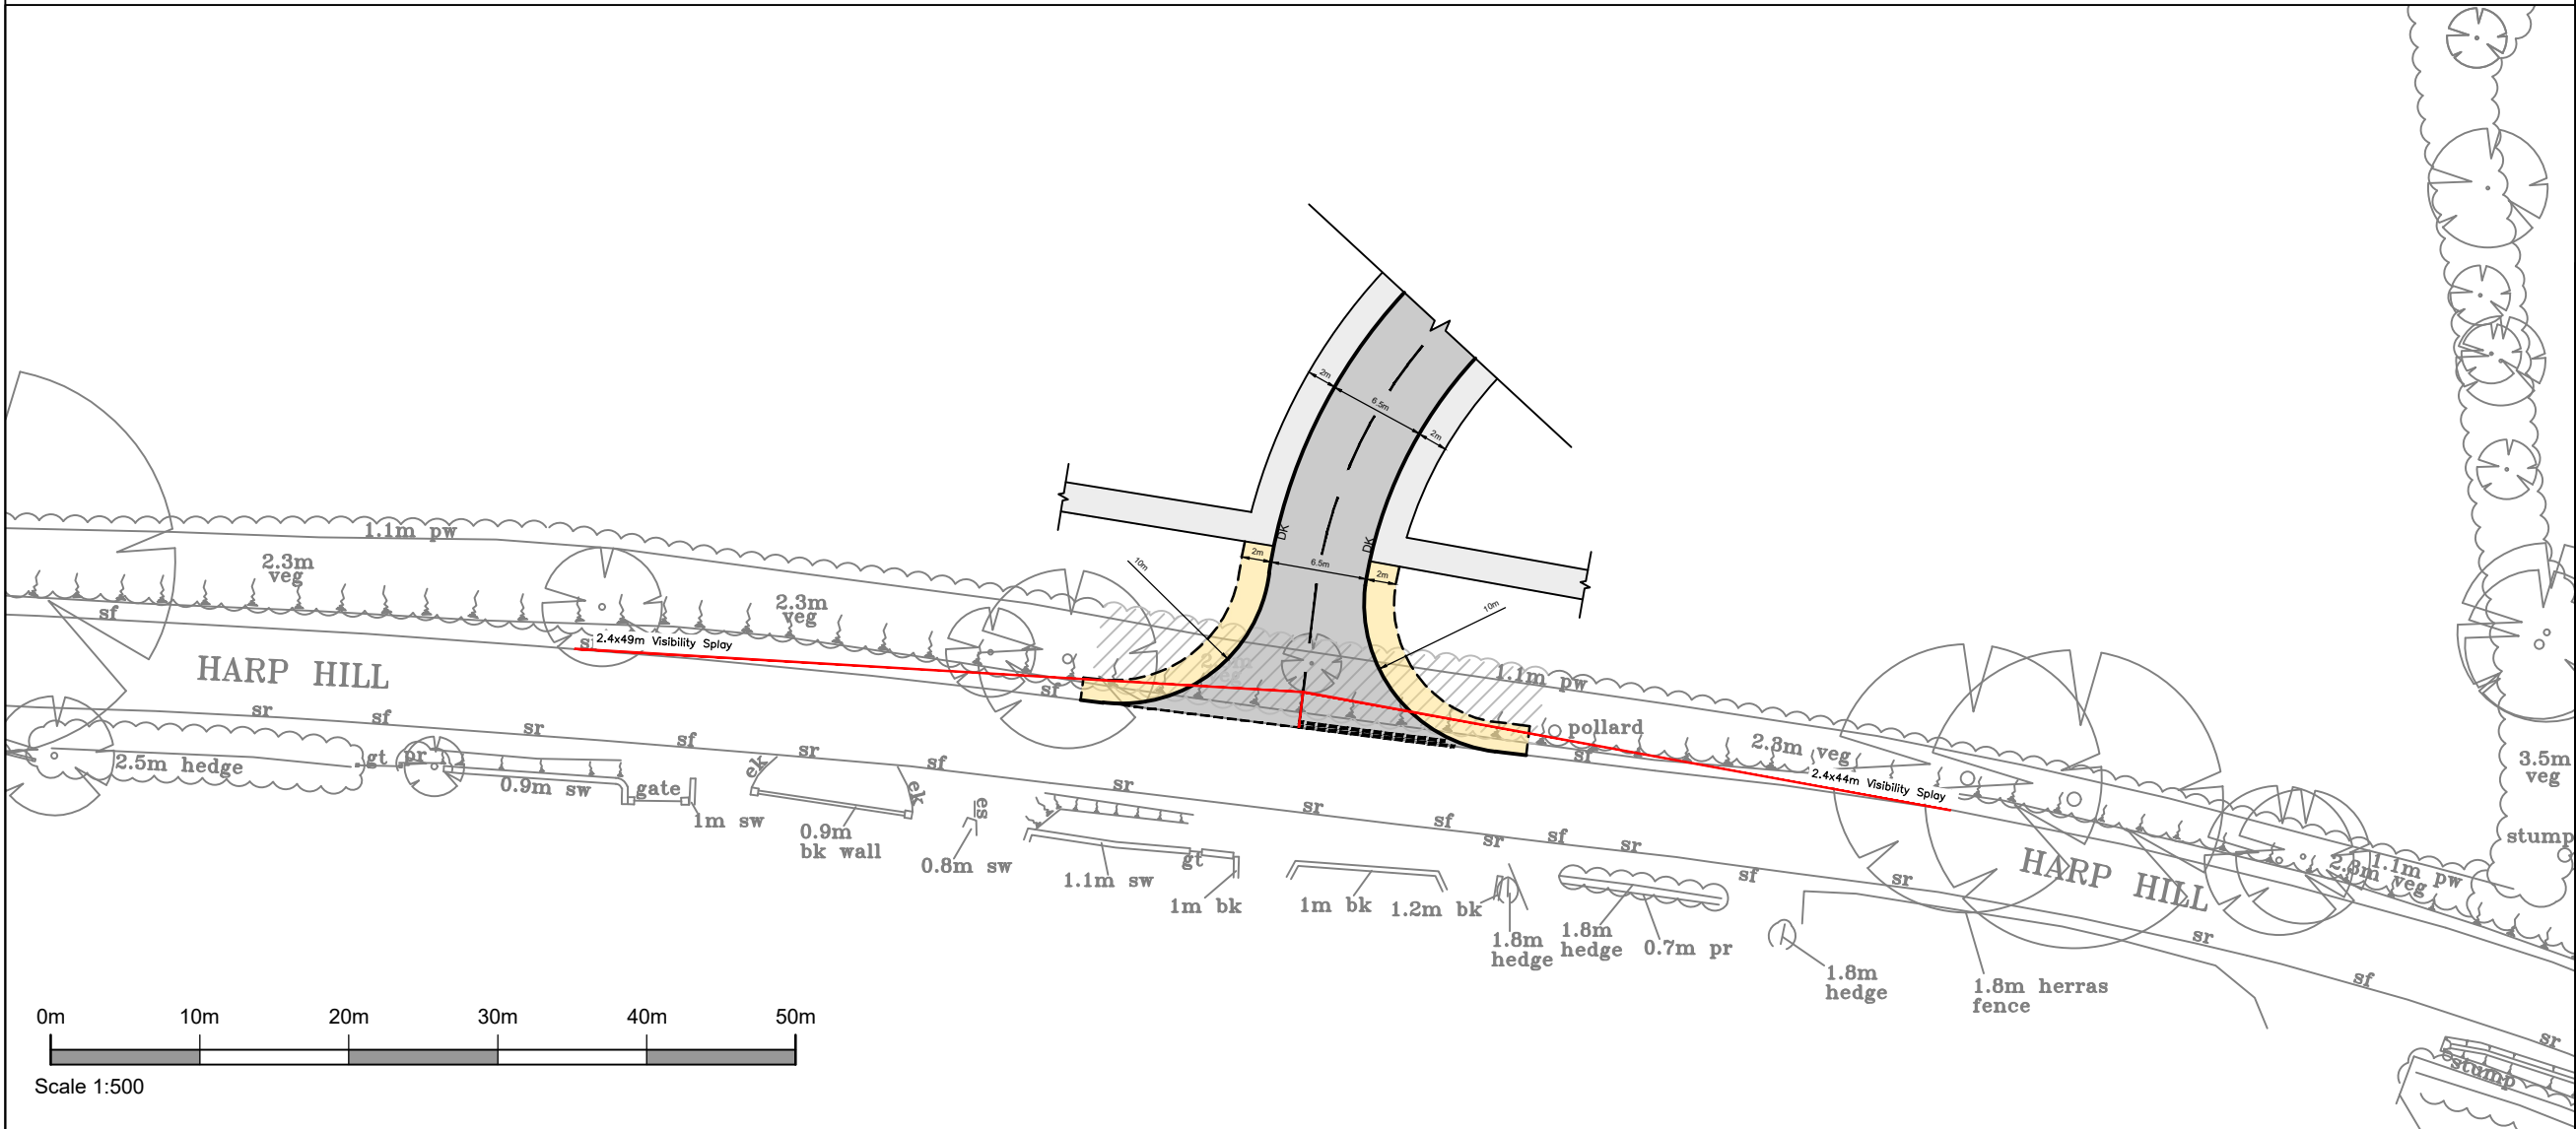 2m
6.5m
2m
DK
DK
2m
6.5m
2m
10m
10m
1.1m pw
2.3m
veg
2.3m
veg
sf
2.4x49m Visibility Splay
HARP HILL
sf
1.1m pw
pollard
sf
2.3m veg
2.4x44m Visibility Splay
HARP HILL
1.1m pw
2.3m veg
3.5m
veg
stump
sr
sf
sr
sf
sr
sf
sr
sr
sf
sr
sf
sr
sf
sr
sr
sf
sr
2.5m hedge
gt
pr
0.9m sw
gate
1m sw
ek
ek
0.9m
bk wall
es
0.8m sw
1.1m sw
gt
1m bk
1m bk
1.2m bk
1.8m
hedge
1.8m
hedge
0.7m pr
1.8m
hedge
1.8m herras
fence
stump
0m 10m 20m 30m 40m 50m
Scale 1:500